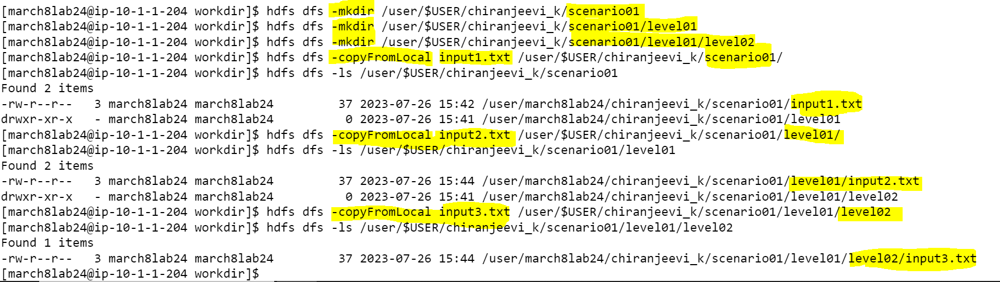 [march8lab24@ip-10-1-1-204 workdir]$ hdfs dfs -mkdir /user/$USER/chiranjeevi_k/scenario01
[march8lab24@ip-10-1-1-204 workdir]$ hdfs dfs -mkdir /user/$USER/chiranjeevi_k/scenario01/level01
[march8lab24@ip-10-1-1-204 workdir]$ hdfs dfs -mkdir /user/$USER/chiranjeevi_k/scenario01/level01/level02
[march8lab24@ip-10-1-1-204 workdir]$ hdfs dfs -copyFromLocal input1.txt /user/$USER/chiranjeevi_k/scenario01/
[march8lab24@ip-10-1-1-204 workdir]$ hdfs dfs -ls /user/$USER/chiranjeevi_k/scenario01
Found 2 items
-rw-r--r--   3 march8lab24 march8lab24         37 2023-07-26 15:42 /user/march8lab24/chiranjeevi_k/scenario01/input1.txt
drwxr-xr-x   - march8lab24 march8lab24          0 2023-07-26 15:41 /user/march8lab24/chiranjeevi_k/scenario01/level01
[march8lab24@ip-10-1-1-204 workdir]$ hdfs dfs -copyFromLocal input2.txt /user/$USER/chiranjeevi_k/scenario01/level01/
[march8lab24@ip-10-1-1-204 workdir]$ hdfs dfs -ls /user/$USER/chiranjeevi_k/scenario01/level01
Found 2 items
-rw-r--r--   3 march8lab24 march8lab24         37 2023-07-26 15:44 /user/march8lab24/chiranjeevi_k/scenario01/level01/input2.txt
drwxr-xr-x   - march8lab24 march8lab24          0 2023-07-26 15:41 /user/march8lab24/chiranjeevi_k/scenario01/level01/level02
[march8lab24@ip-10-1-1-204 workdir]$ hdfs dfs -copyFromLocal input3.txt /user/$USER/chiranjeevi_k/scenario01/level01/level02
[march8lab24@ip-10-1-1-204 workdir]$ hdfs dfs -ls /user/$USER/chiranjeevi_k/scenario01/level01/level02
Found 1 items
-rw-r--r--   3 march8lab24 march8lab24         37 2023-07-26 15:44 /user/march8lab24/chiranjeevi_k/scenario01/level01/level02/input3.txt
[march8lab24@ip-10-1-1-204 workdir]$